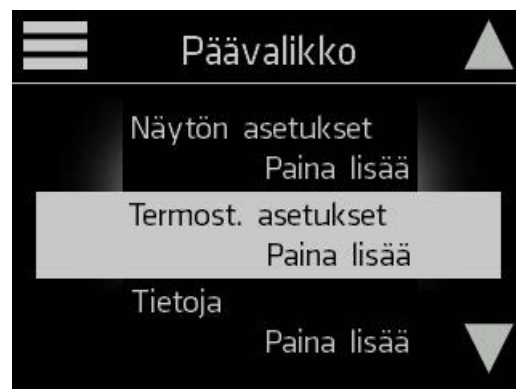 Päävalikko
Näytön asetukset
Paina lisää
Termost. asetukset
Paina lisää
Tietoja
Paina lisää